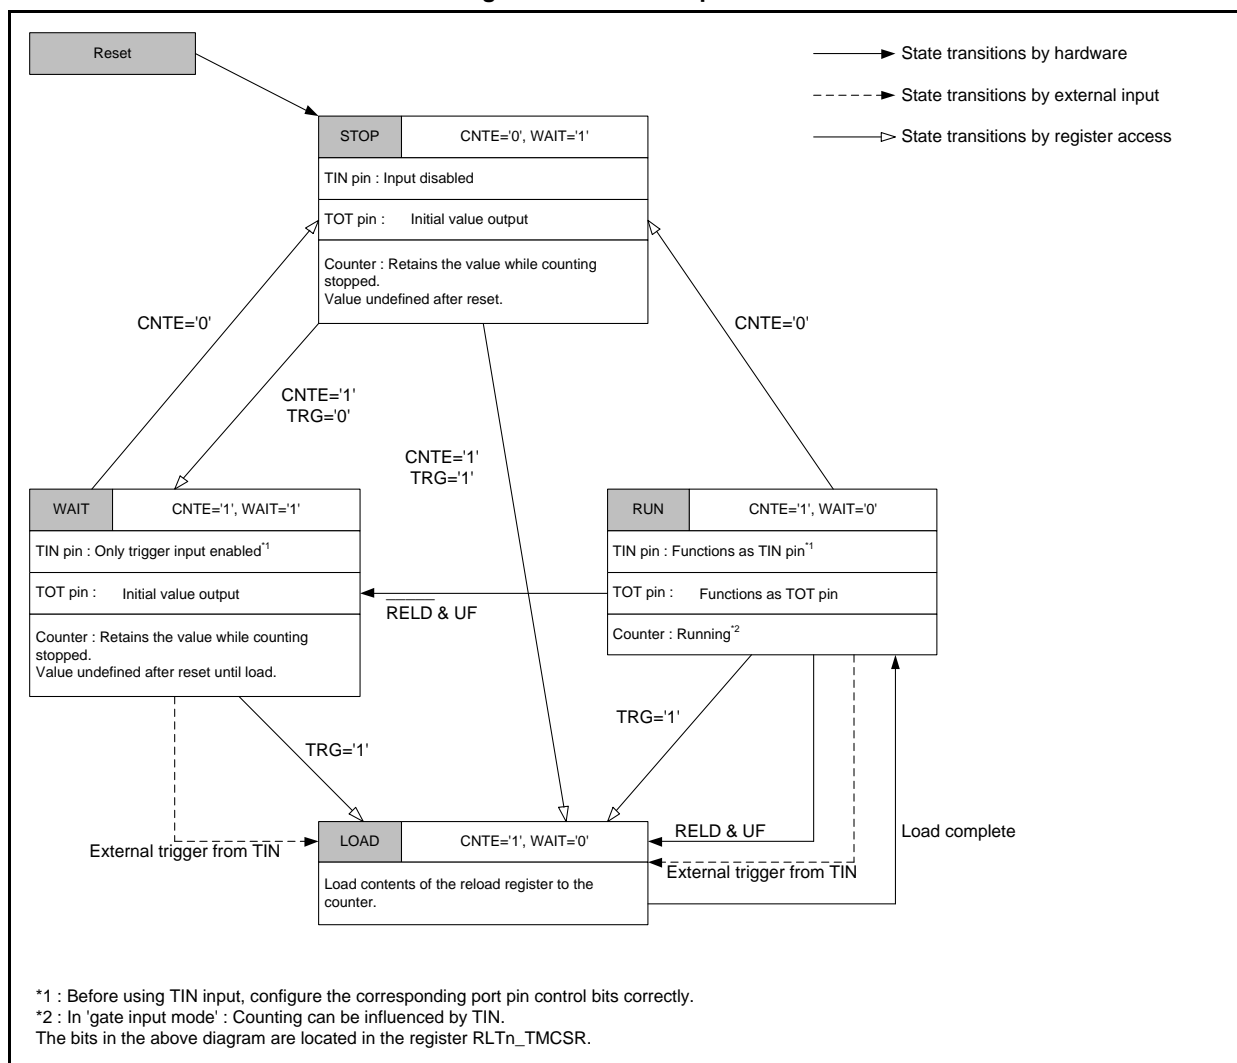 Reset
State transitions by hardware
State transitions by external input
State transitions by register access
STOP CNTE='0', WAIT='1'
TIN pin : Input disabled
TOT pin : Initial value output
Counter : Retains the value while counting
stopped.
Value undefined after reset.
CNTE='0'
CNTE='0'
CNTE='1'
TRG='0'
CNTE='1'
TRG='1'
WAIT CNTE='1', WAIT='1'
TIN pin : Only trigger input enabled*1
TOT pin : Initial value output
Counter : Retains the value while counting
stopped.
Value undefined after reset until load.
RUN CNTE='1', WAIT='0'
TIN pin : Functions as TIN pin*1
TOT pin : Functions as TOT pin
Counter : Running*2
RELD & UF
TRG='1'
TRG='1'
External trigger from TIN
LOAD CNTE='1', WAIT='0'
Load contents of the reload register to the
counter.
RELD & UF
External trigger from TIN
Load complete
*1 : Before using TIN input, configure the corresponding port pin control bits correctly.
*2 : In 'gate input mode' : Counting can be influenced by TIN.
The bits in the above diagram are located in the register RLTn_TMCSR.